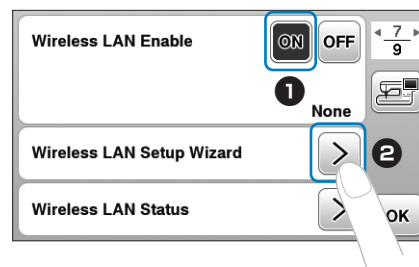 Wireless LAN Enable ON OFF 7
9
1
None
Wireless LAN Setup Wizard > 2
Wireless LAN Status > OK